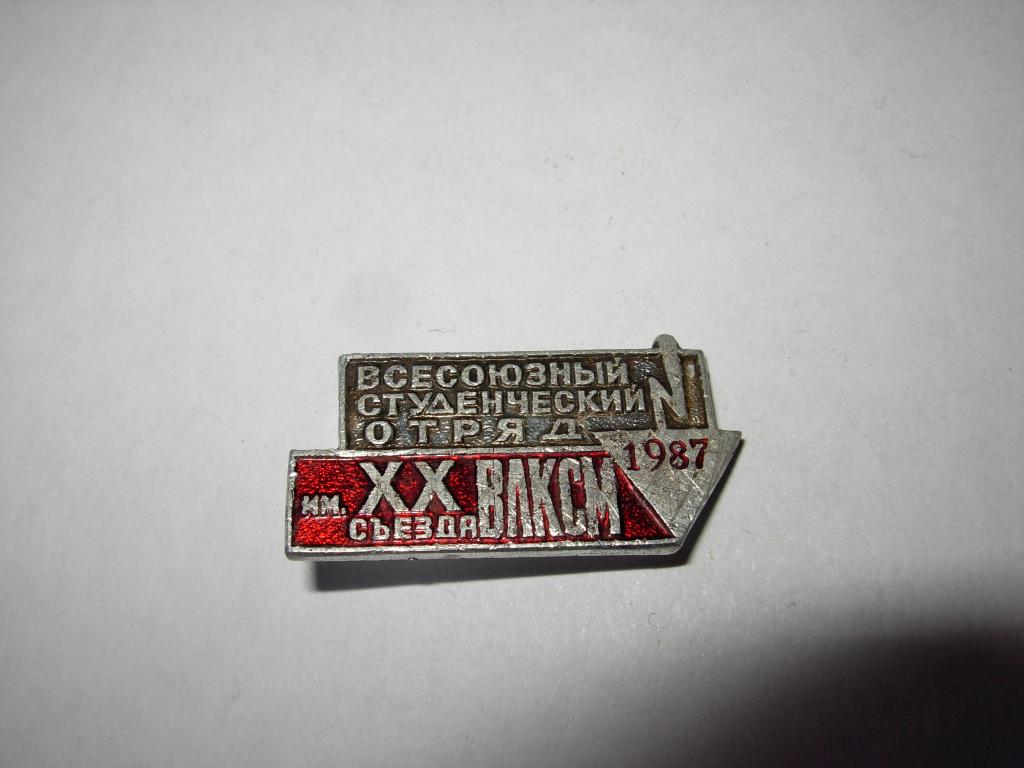 ВСЕСОЮЗНЫЙ
СТУДЕНЧЕСКИЙ
ОТРЯД
1987
ИМ. XX СЪЕЗДА ВЛКСМ